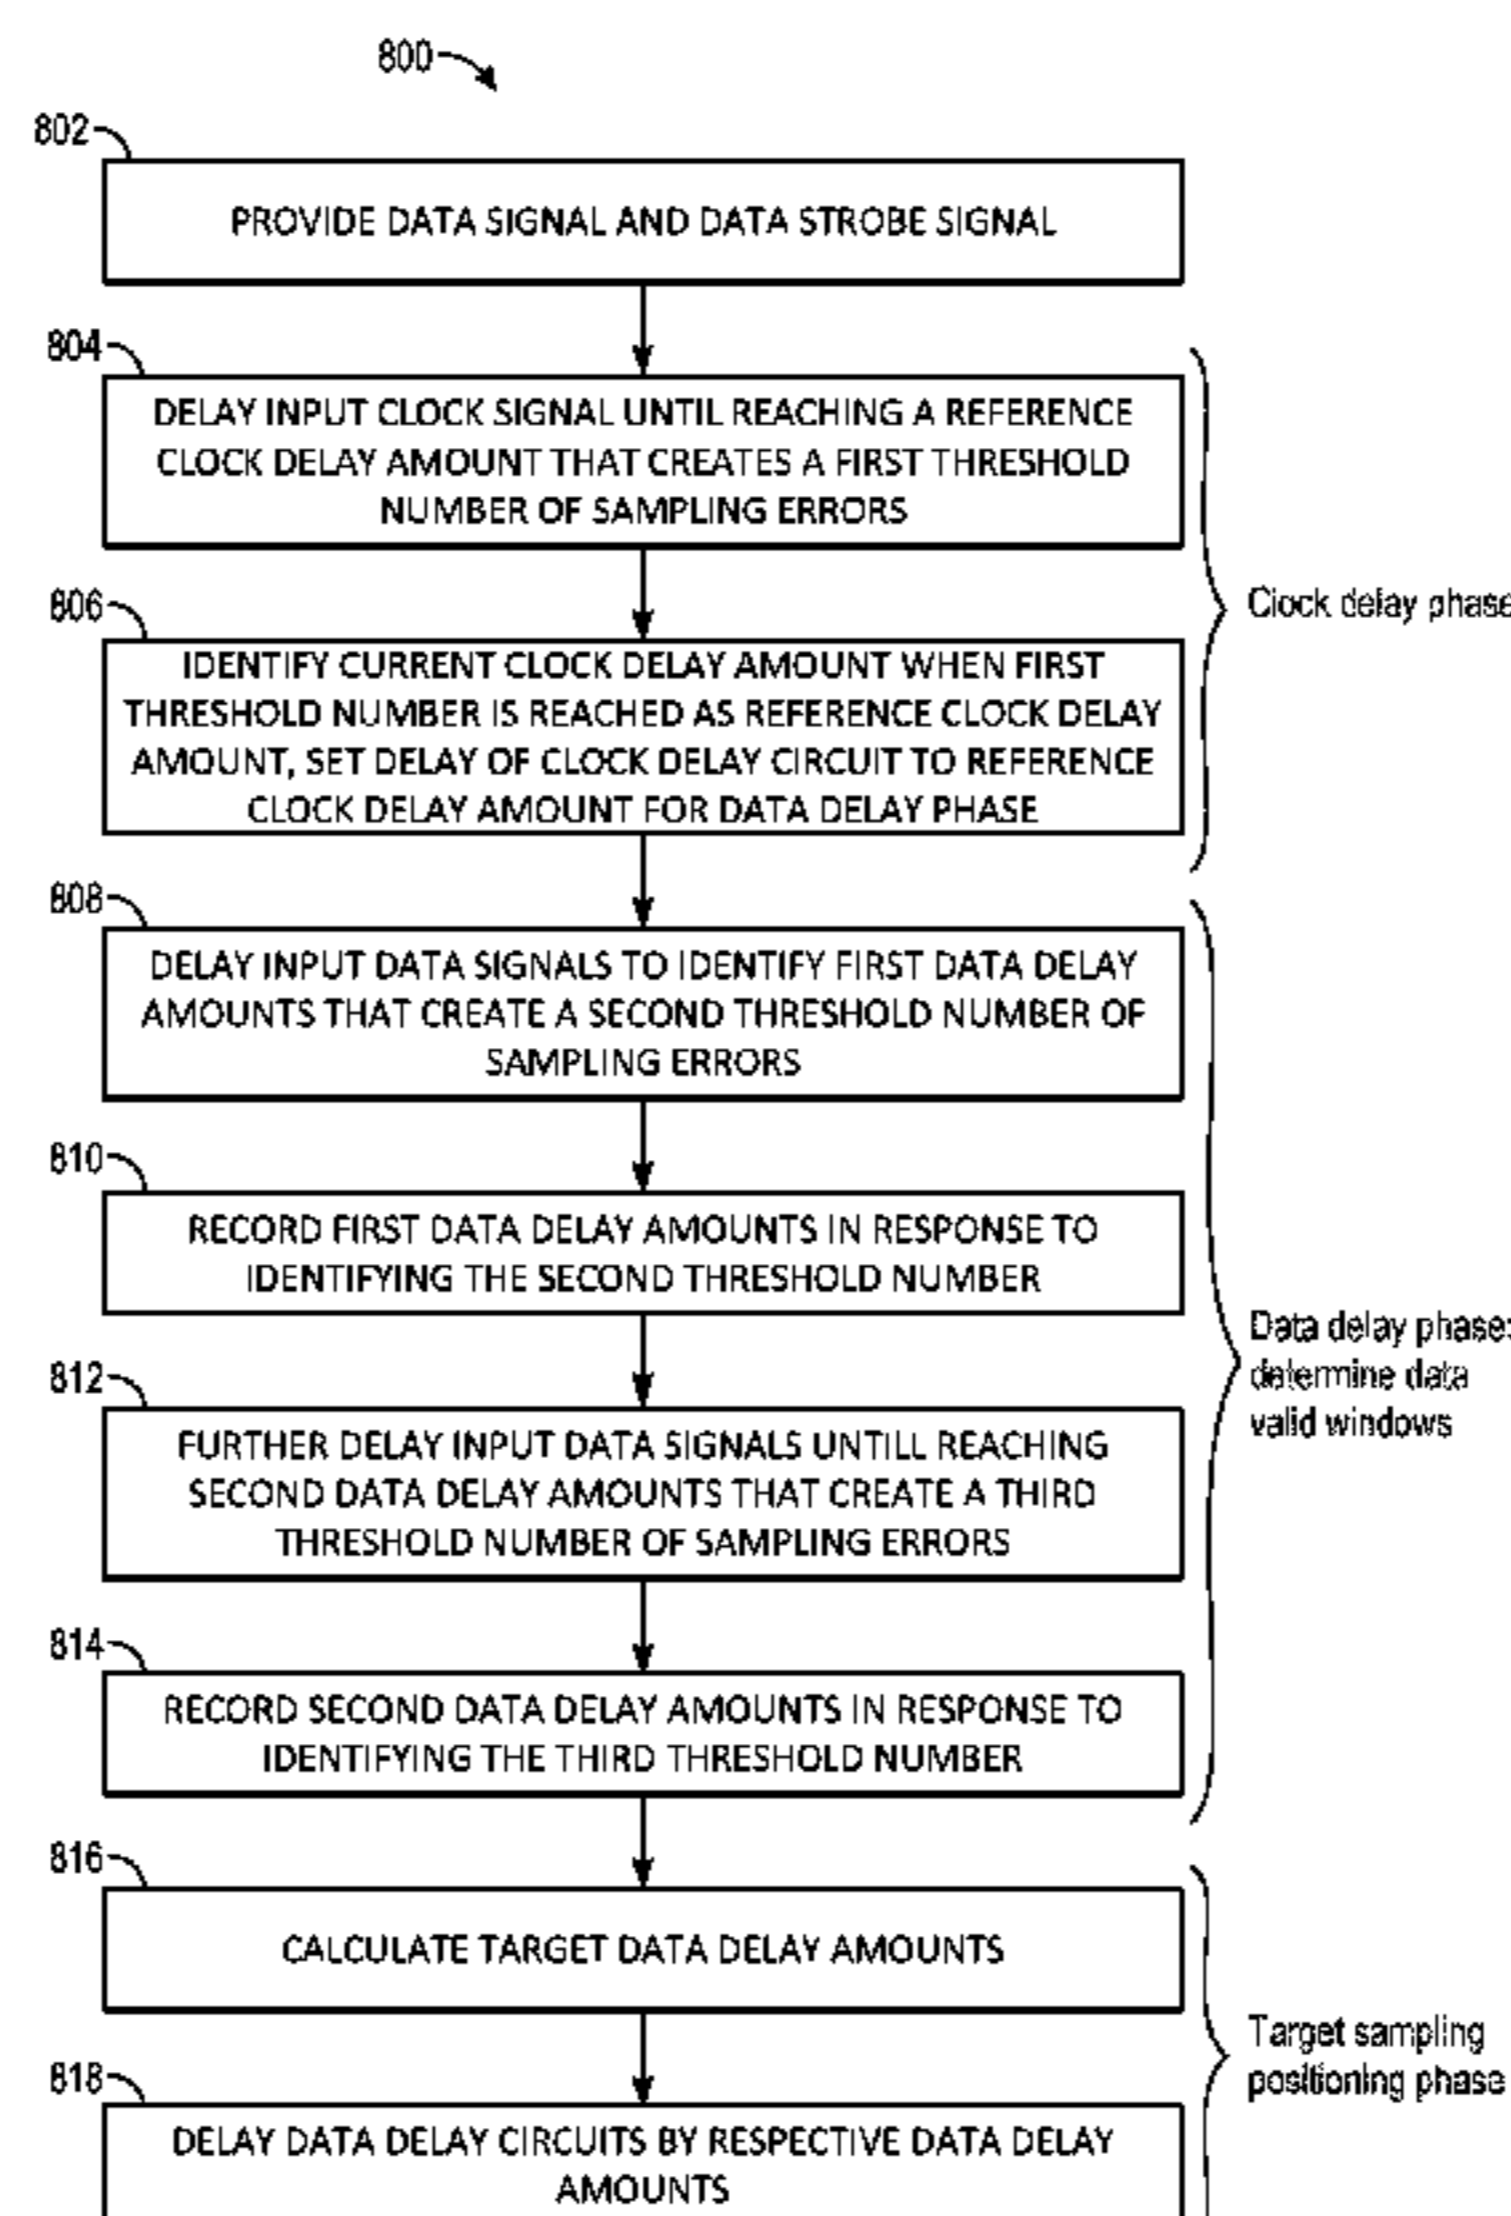 800
802
PROVIDE DATA SIGNAL AND DATA STROBE SIGNAL
804
DELAY INPUT CLOCK SIGNAL UNTIL REACHING A REFERENCE
CLOCK DELAY AMOUNT THAT CREATES A FIRST THRESHOLD
NUMBER OF SAMPLING ERRORS
Clock delay phase
806
IDENTIFY CURRENT CLOCK DELAY AMOUNT WHEN FIRST
THRESHOLD NUMBER IS REACHED AS REFERENCE CLOCK DELAY
AMOUNT, SET DELAY OF CLOCK DELAY CIRCUIT TO REFERENCE
CLOCK DELAY AMOUNT FOR DATA DELAY PHASE
808
DELAY INPUT DATA SIGNALS TO IDENTIFY FIRST DATA DELAY
AMOUNTS THAT CREATE A SECOND THRESHOLD NUMBER OF
SAMPLING ERRORS
810
RECORD FIRST DATA DELAY AMOUNTS IN RESPONSE TO
IDENTIFYING THE SECOND THRESHOLD NUMBER
Data delay phase:
determine data
valid windows
812
FURTHER DELAY INPUT DATA SIGNALS UNTILL REACHING
SECOND DATA DELAY AMOUNTS THAT CREATE A THIRD
THRESHOLD NUMBER OF SAMPLING ERRORS
814
RECORD SECOND DATA DELAY AMOUNTS IN RESPONSE TO
IDENTIFYING THE THIRD THRESHOLD NUMBER
816
CALCULATE TARGET DATA DELAY AMOUNTS
Target sampling
positioning phase
818
DELAY DATA DELAY CIRCUITS BY RESPECTIVE DATA DELAY
AMOUNTS